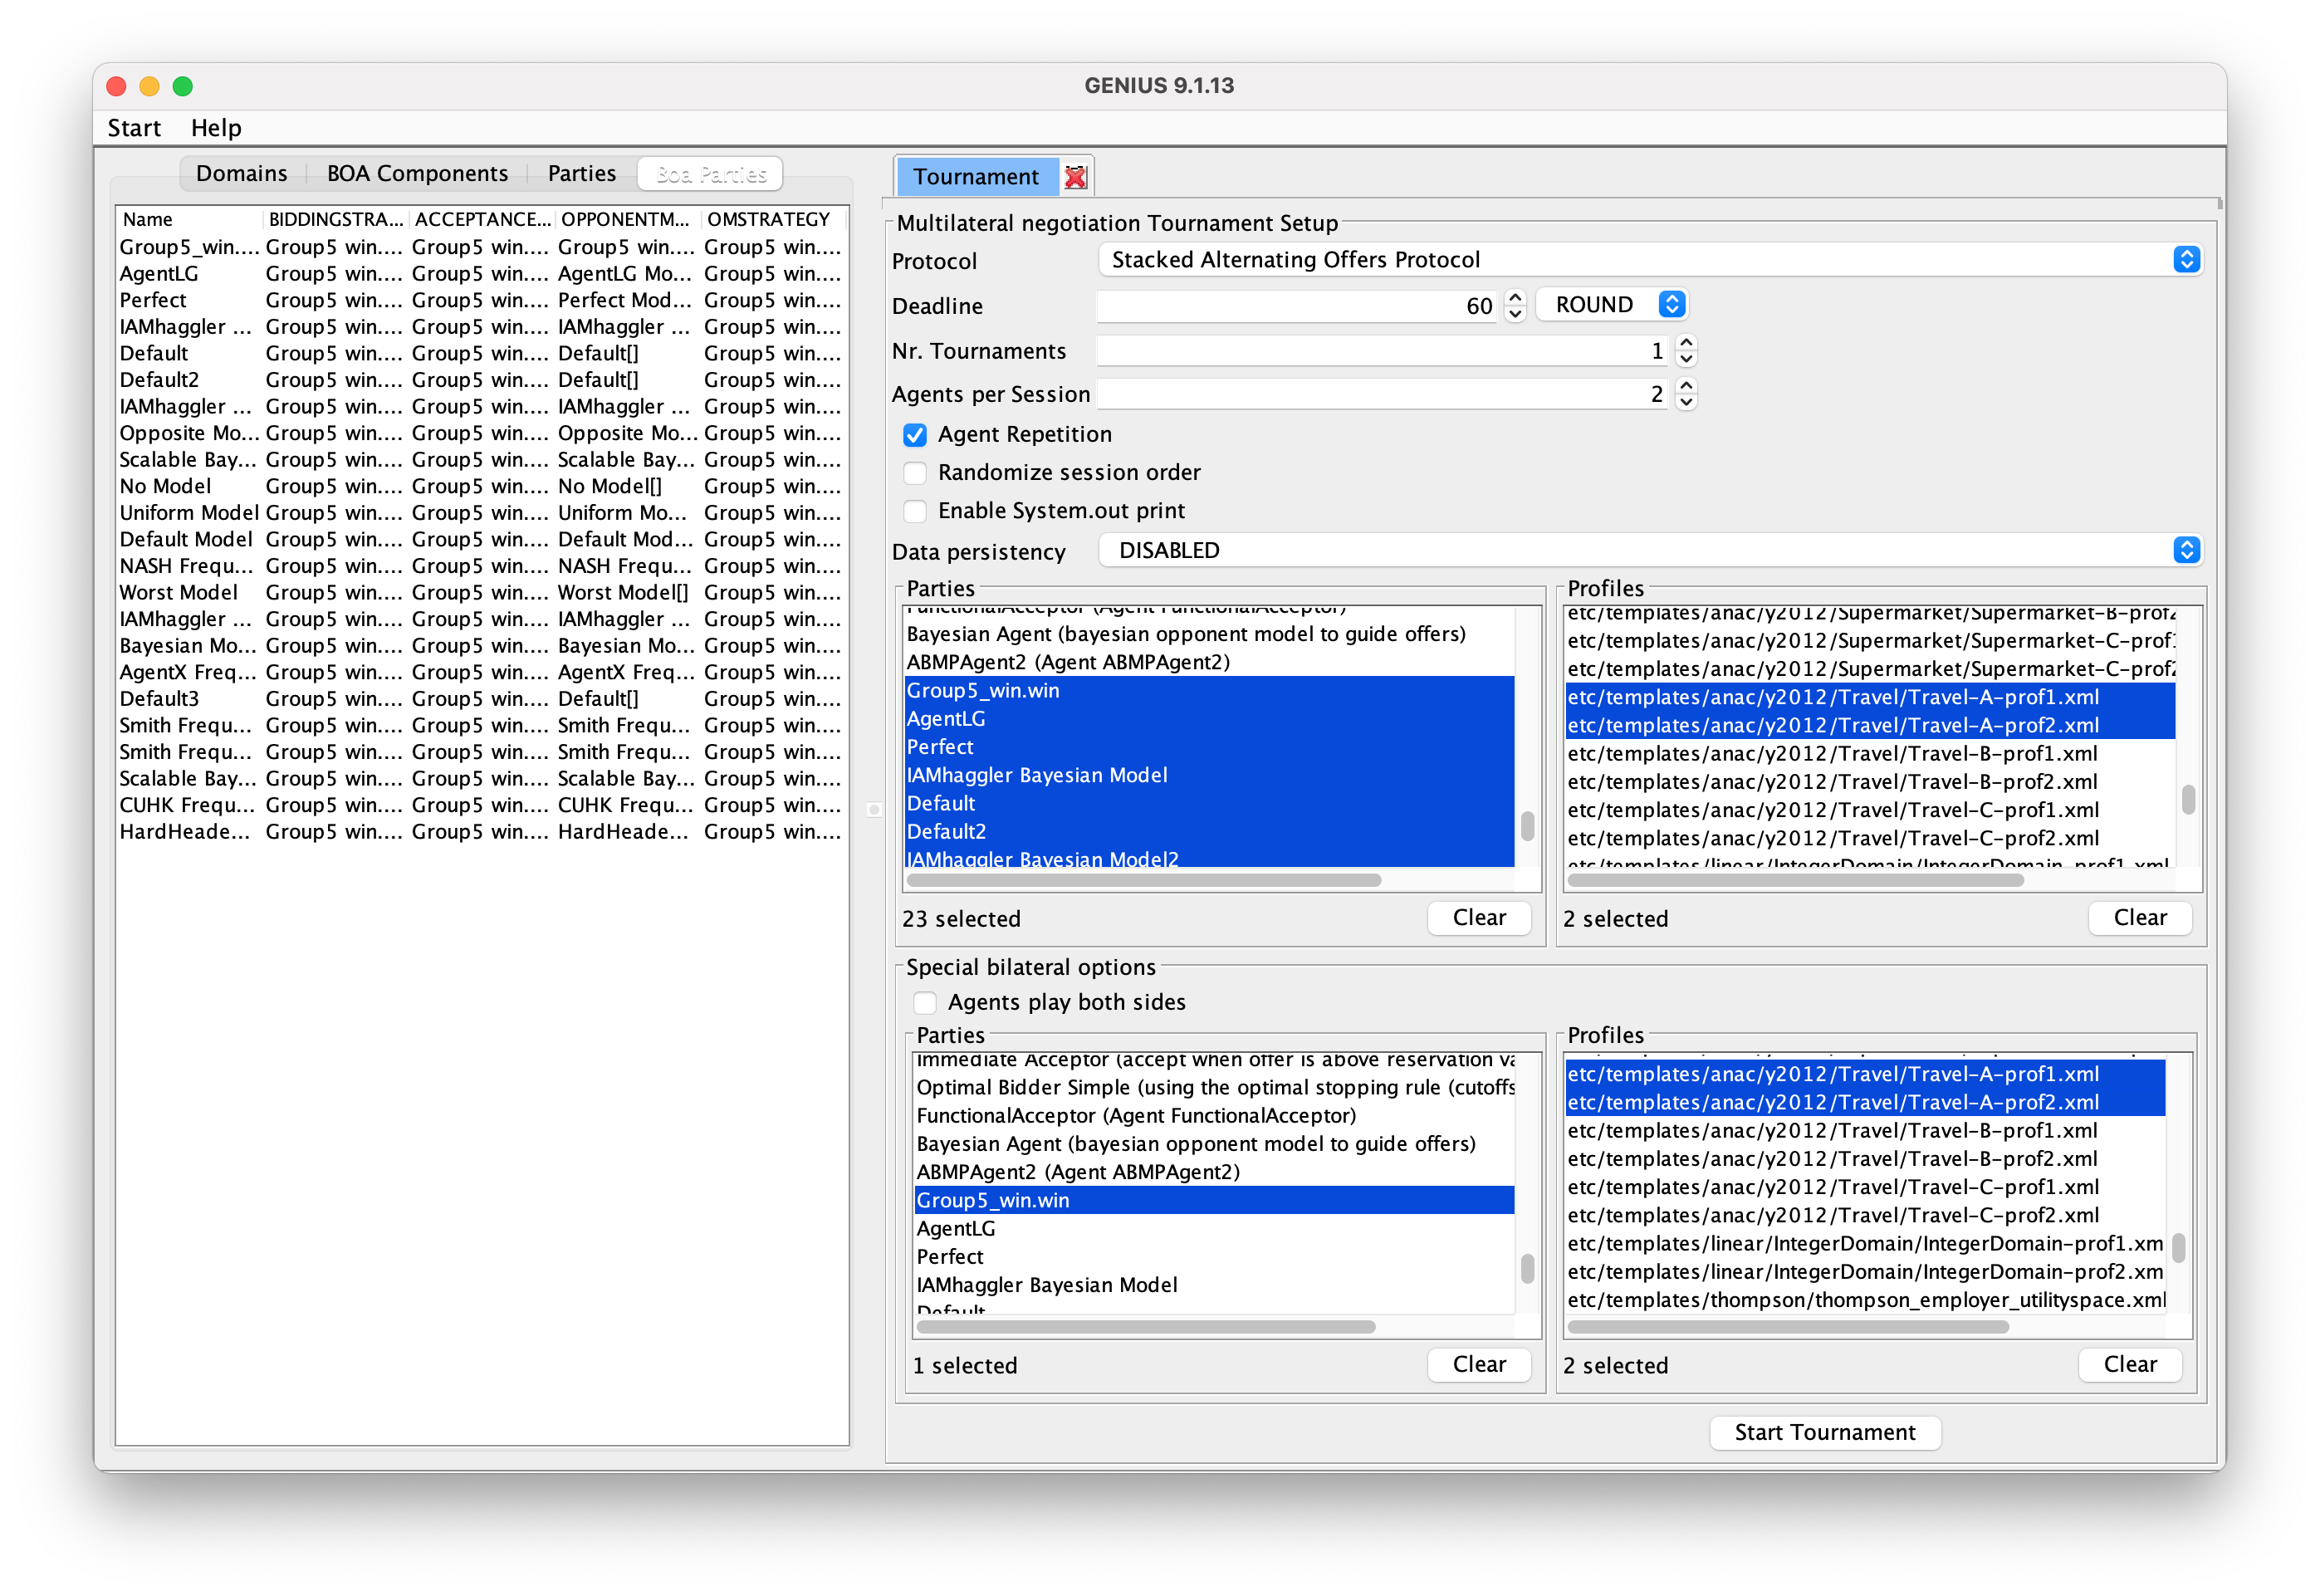 GENIUS 9.1.13
Start Help
Domains BOA Components Parties Boa Parties
Name BIDDINGSTRA... ACCEPTANCE... OPPONENTM... OMSTRATEGY
Group5_win.... Group5 win.... Group5 win.... Group5 win.... Group5 win....
AgentLG Group5 win.... Group5 win.... AgentLG Mo... Group5 win....
Perfect Group5 win.... Group5 win.... Perfect Mod... Group5 win....
IAMhaggler ... Group5 win.... Group5 win.... IAMhaggler ... Group5 win....
Default Group5 win.... Group5 win.... Default[] Group5 win....
Default2 Group5 win.... Group5 win.... Default[] Group5 win....
IAMhaggler ... Group5 win.... Group5 win.... IAMhaggler ... Group5 win....
Opposite Mo... Group5 win.... Group5 win.... Opposite Mo... Group5 win....
Scalable Bay... Group5 win.... Group5 win.... Scalable Bay... Group5 win....
No Model Group5 win.... Group5 win.... No Model[] Group5 win....
Uniform Model Group5 win.... Group5 win.... Uniform Mo... Group5 win....
Default Model Group5 win.... Group5 win.... Default Mod... Group5 win....
NASH Frequ... Group5 win.... Group5 win.... NASH Frequ... Group5 win....
Worst Model Group5 win.... Group5 win.... Worst Model[] Group5 win....
IAMhaggler ... Group5 win.... Group5 win.... IAMhaggler ... Group5 win....
Bayesian Mo... Group5 win.... Group5 win.... Bayesian Mo... Group5 win....
AgentX Freq... Group5 win.... Group5 win.... AgentX Freq... Group5 win....
Default3 Group5 win.... Group5 win.... Default[] Group5 win....
Smith Frequ... Group5 win.... Group5 win.... Smith Frequ... Group5 win....
Smith Frequ... Group5 win.... Group5 win.... Smith Frequ... Group5 win....
Scalable Bay... Group5 win.... Group5 win.... Scalable Bay... Group5 win....
CUHK Frequ... Group5 win.... Group5 win.... CUHK Frequ... Group5 win....
HardHeade... Group5 win.... Group5 win.... HardHeade... Group5 win....
Tournament
Multilateral negotiation Tournament Setup
Protocol Stacked Alternating Offers Protocol
Deadline 60 ROUND
Nr. Tournaments 1
Agents per Session 2
Agent Repetition
Randomize session order
Enable System.out print
Data persistency DISABLED
Parties
FunctionalAcceptor (Agent FunctionalAcceptor)
Bayesian Agent (bayesian opponent model to guide offers)
ABMPAgent2 (Agent ABMPAgent2)
Group5_win.win
AgentLG
Perfect
IAMhaggler Bayesian Model
Default
Default2
IAMhaggler Bayesian Model2
23 selected Clear
Profiles
etc/templates/anac/y2012/Supermarket/Supermarket-B-prof2
etc/templates/anac/y2012/Supermarket/Supermarket-C-prof1
etc/templates/anac/y2012/Supermarket/Supermarket-C-prof2
etc/templates/anac/y2012/Travel/Travel-A-prof1.xml
etc/templates/anac/y2012/Travel/Travel-A-prof2.xml
etc/templates/anac/y2012/Travel/Travel-B-prof1.xml
etc/templates/anac/y2012/Travel/Travel-B-prof2.xml
etc/templates/anac/y2012/Travel/Travel-C-prof1.xml
etc/templates/anac/y2012/Travel/Travel-C-prof2.xml
etc/templates/linear/IntegerDomain/IntegerDomain-prof1.xml
2 selected Clear
Special bilateral options
Agents play both sides
Parties
Immediate Acceptor (accept when offer is above reservation va
Optimal Bidder Simple (using the optimal stopping rule (cutoffs
FunctionalAcceptor (Agent FunctionalAcceptor)
Bayesian Agent (bayesian opponent model to guide offers)
ABMPAgent2 (Agent ABMPAgent2)
Group5_win.win
AgentLG
Perfect
IAMhaggler Bayesian Model
Default
1 selected Clear
Profiles
etc/templates/anac/y2012/Travel/Travel-A-prof1.xml
etc/templates/anac/y2012/Travel/Travel-A-prof2.xml
etc/templates/anac/y2012/Travel/Travel-B-prof1.xml
etc/templates/anac/y2012/Travel/Travel-B-prof2.xml
etc/templates/anac/y2012/Travel/Travel-C-prof1.xml
etc/templates/anac/y2012/Travel/Travel-C-prof2.xml
etc/templates/linear/IntegerDomain/IntegerDomain-prof1.xm
etc/templates/linear/IntegerDomain/IntegerDomain-prof2.xm
etc/templates/thompson/thompson_employer_utilityspace.xml
2 selected Clear
Start Tournament